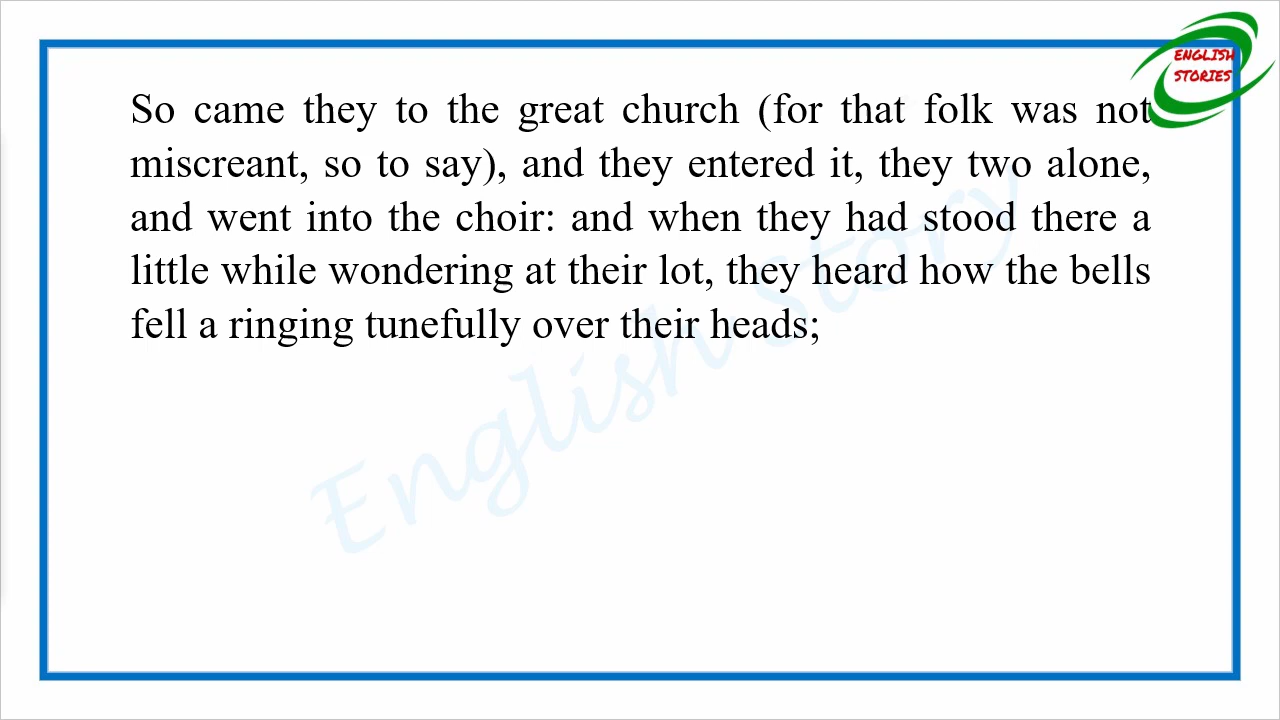 ENGLISH
STORIES
So came they to the great church (for that folk was not
miscreant, so to say), and they entered it, they two alone,
and went into the choir: and when they had stood there a
little while wondering at their lot, they heard how the bells
fell a ringing tunefully over their heads;
English Story